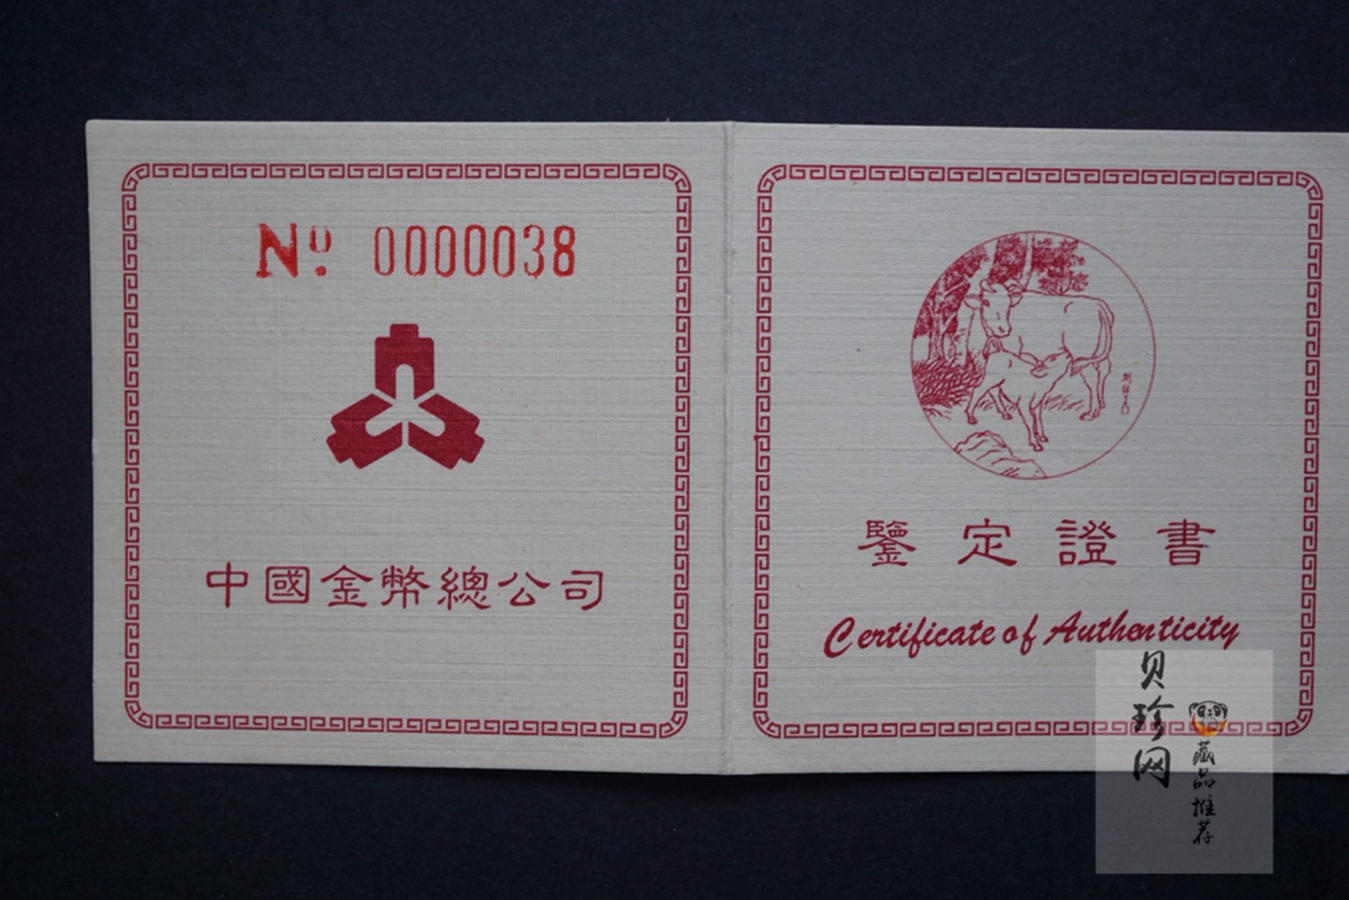 Nº 0000038
中國金幣總公司
鑒定證書
Certificate of Authenticity
贝珍网
藏品推荐